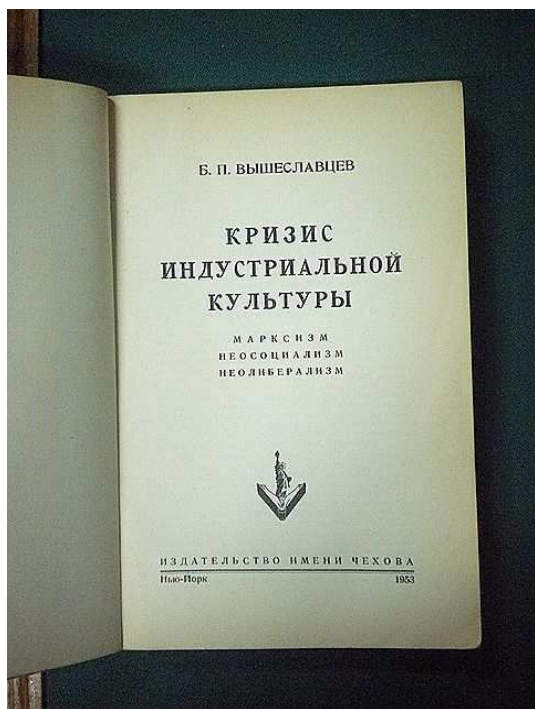 Б. П. ВЫШЕСЛАВЦЕВ
КРИЗИС
ИНДУСТРИАЛЬНОЙ
КУЛЬТУРЫ
МАРКСИЗМ
НЕОСОЦИАЛИЗМ
НЕОЛИБЕРАЛИЗМ
ИЗДАТЕЛЬСТВО ИМЕНИ ЧЕХОВА
Нью-Йорк 1953